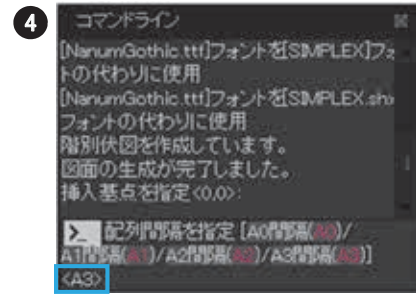 4
コマンドライン
[NanumGothic.ttf]フォントを[SIMPLEX]フォ
トの代わりに使用
[NanumGothic.ttf]フォントを[SIMPLEX.shx
フォントの代わりに使用
階別伏図を作成しています。
図面の生成が完了しました。
挿入基点を指定<0,0>:
配列間隔を指定 [A0間隔(A0)/
A1間隔(A1)/A2間隔(A2)/A3間隔(A3)]
<A3>